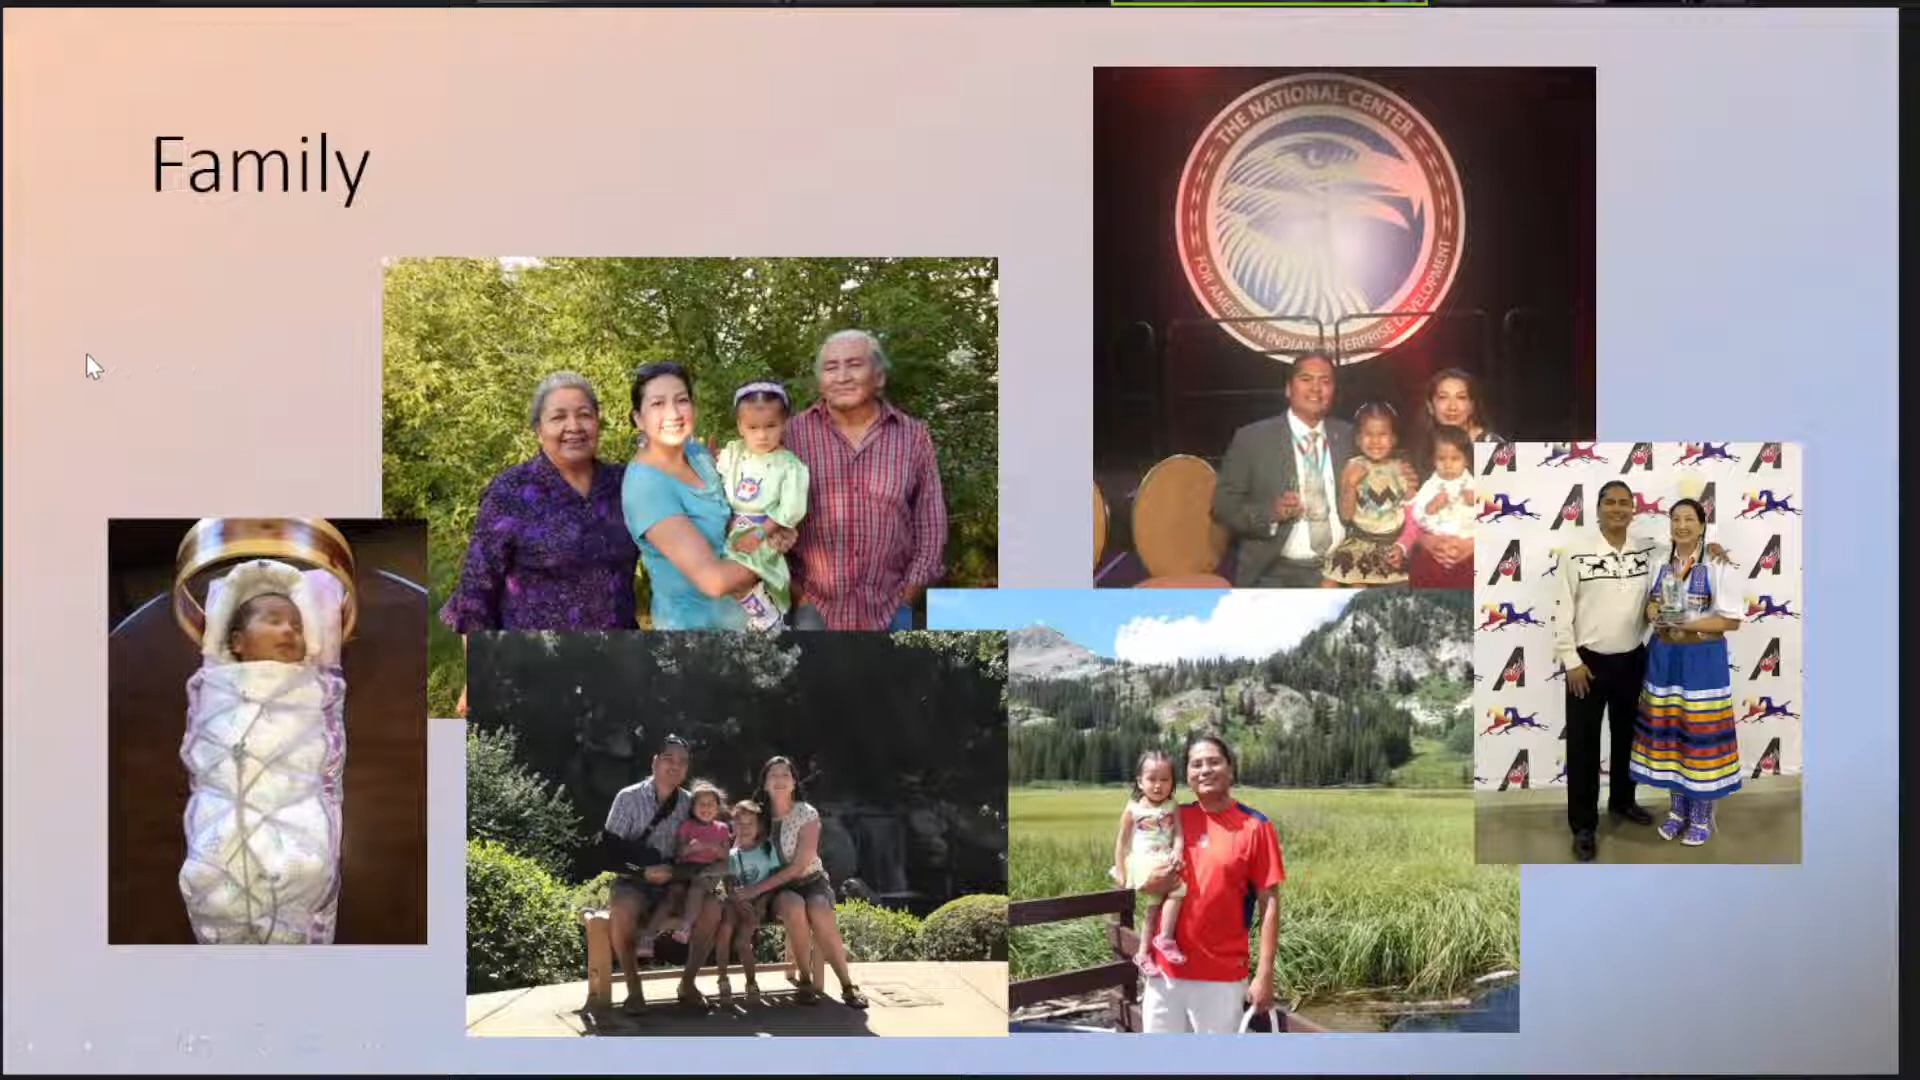 Family
THE NATIONAL CENTER
FOR AMERICAN INDIAN ENTERPRISE DEVELOPMENT